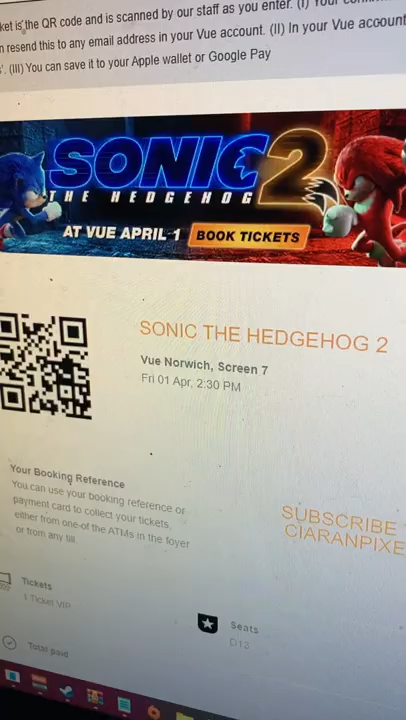 ket is the QR code and is scanned by our staff as you enter. (I) Your
resend this to any email address in your Vue account. (II) In your Vue account
(III) You can save it to your Apple wallet or Google Pay
SONIC 2
THE HEDGEHOG
AT VUE APRIL 1 BOOK TICKETS
SONIC THE HEDGEHOG 2
Vue Norwich, Screen 7
Fri 01 Apr, 2:30 PM
Your Booking Reference
You can use your booking reference or
payment card to collect your tickets,
either from one of the ATMs in the foyer
or from any till.
SUBSCRIBE
CIARANPIXE
Tickets
1 Ticket VIP
Seats
D13
Total paid